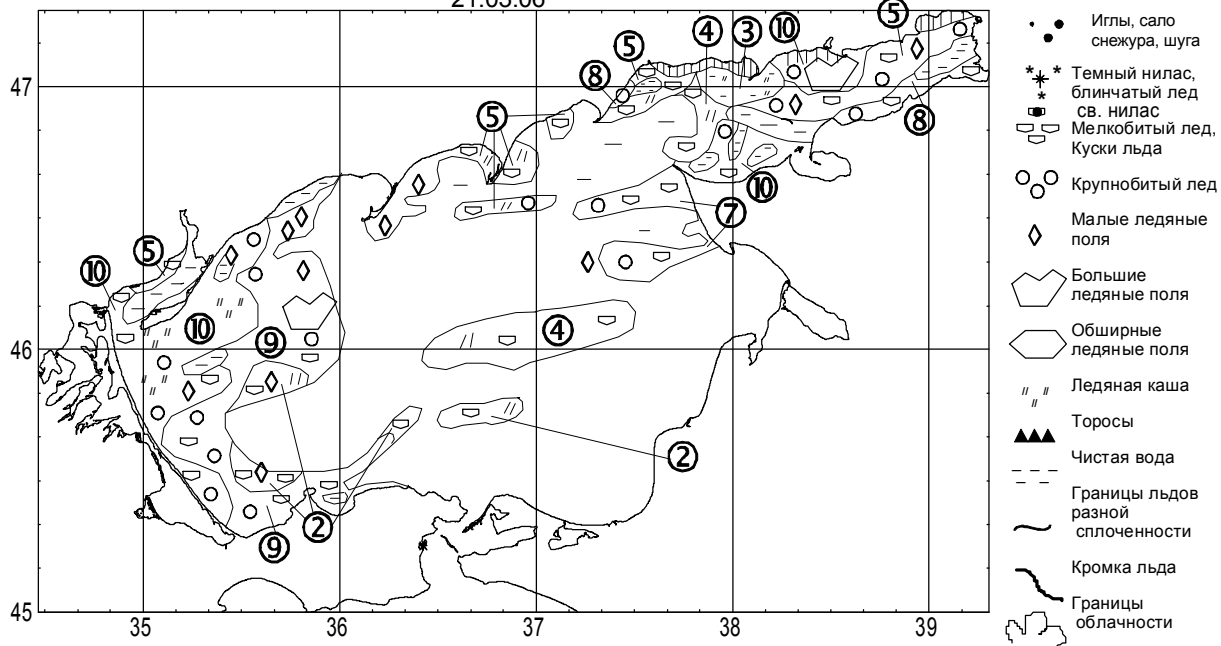 21.03.06
⑤
④
③
⑩
⑤
47
⑧
⑤
⑧
⑩
⑦
⑤
⑩
⑩
⑨
④
46
②
②
⑨
45
35
36
37
38
39
Иглы, сало
снежура, шуга
Темный нилас,
блинчатый лед
св. нилас
Мелкобитый лед,
Куски льда
Крупнобитый лед
Малые ледяные
поля
Большие
ледяные поля
Обширные
ледяные поля
Ледяная каша
Торосы
Чистая вода
Границы льдов
разной
сплоченности
Кромка льда
Границы
облачности